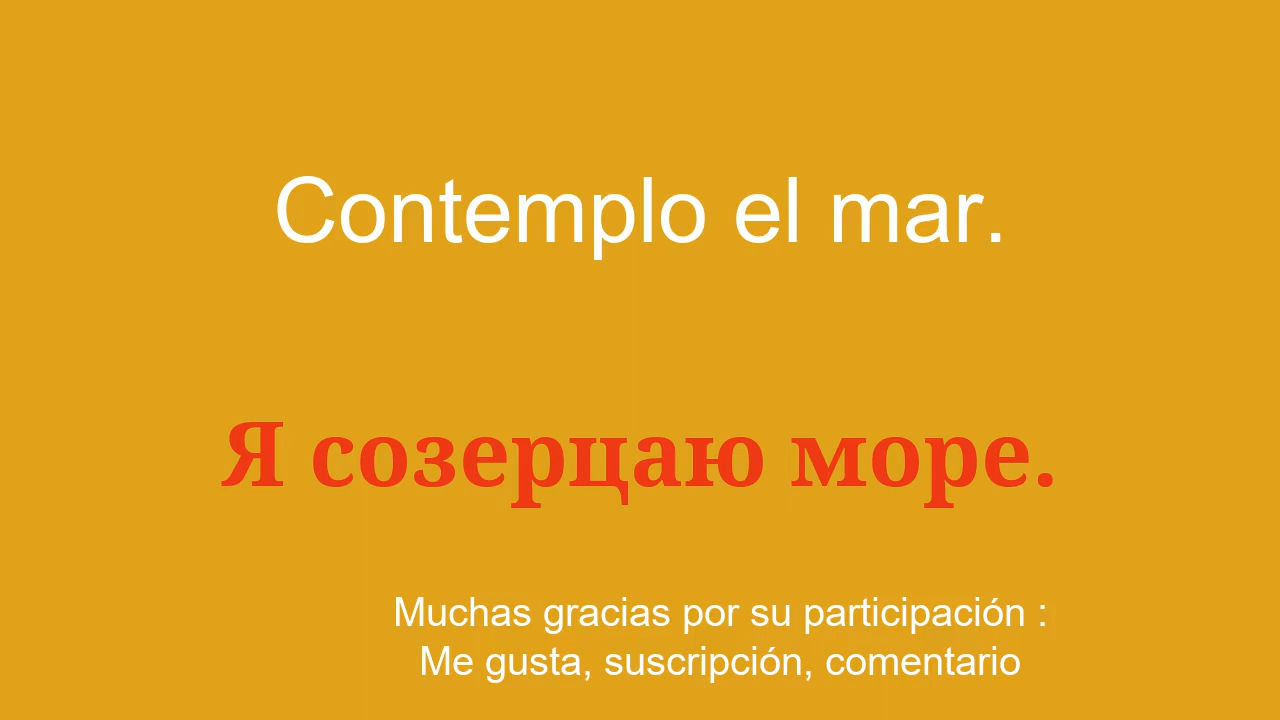 Contemplo el mar.
Я созерцаю море.
Muchas gracias por su participación :
Me gusta, suscripción, comentario